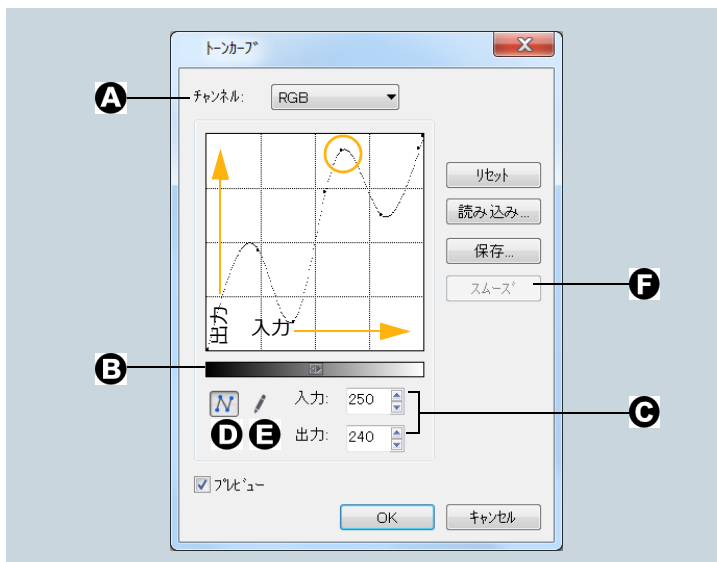 トーンカーブ
A チャンネル: RGB
リセット
読み込み...
保存...
スムーズ F
出力
入力
B
入力: 250
C
D E 出力: 240
プレビュー
OK キャンセル